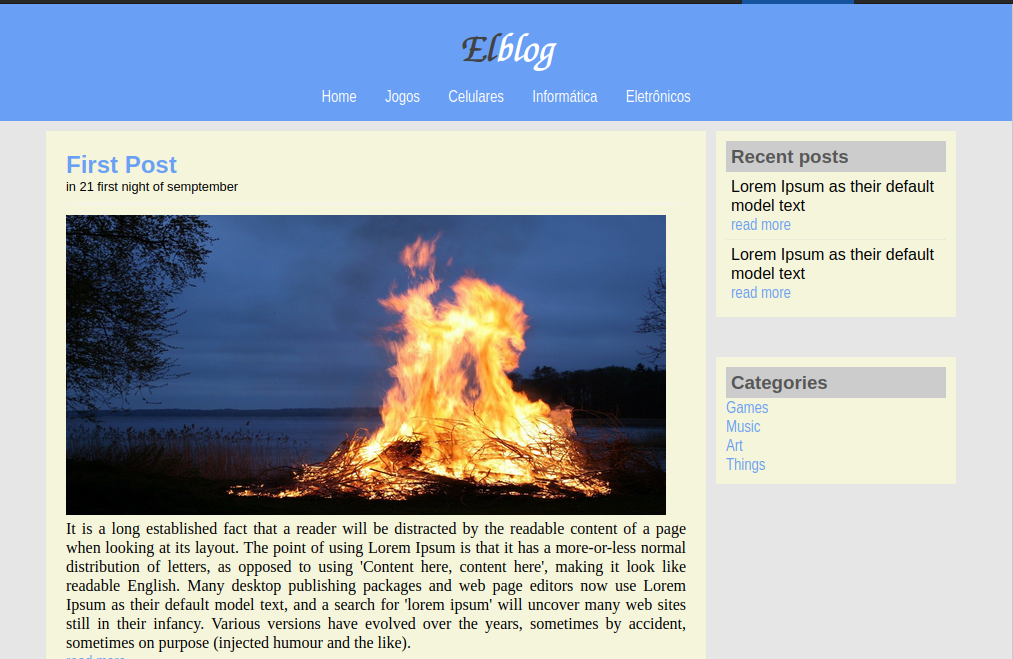 Elblog
Home Jogos Celulares Informática Eletrônicos
First Post
in 21 first night of semptember
It is a long established fact that a reader will be distracted by the readable content of a page
when looking at its layout. The point of using Lorem Ipsum is that it has a more-or-less normal
distribution of letters, as opposed to using 'Content here, content here', making it look like
readable English. Many desktop publishing packages and web page editors now use Lorem
Ipsum as their default model text, and a search for 'lorem ipsum' will uncover many web sites
still in their infancy. Various versions have evolved over the years, sometimes by accident,
sometimes on purpose (injected humour and the like).
read more
Recent posts
Lorem Ipsum as their default
model text
read more
Lorem Ipsum as their default
model text
read more
Categories
Games
Music
Art
Things